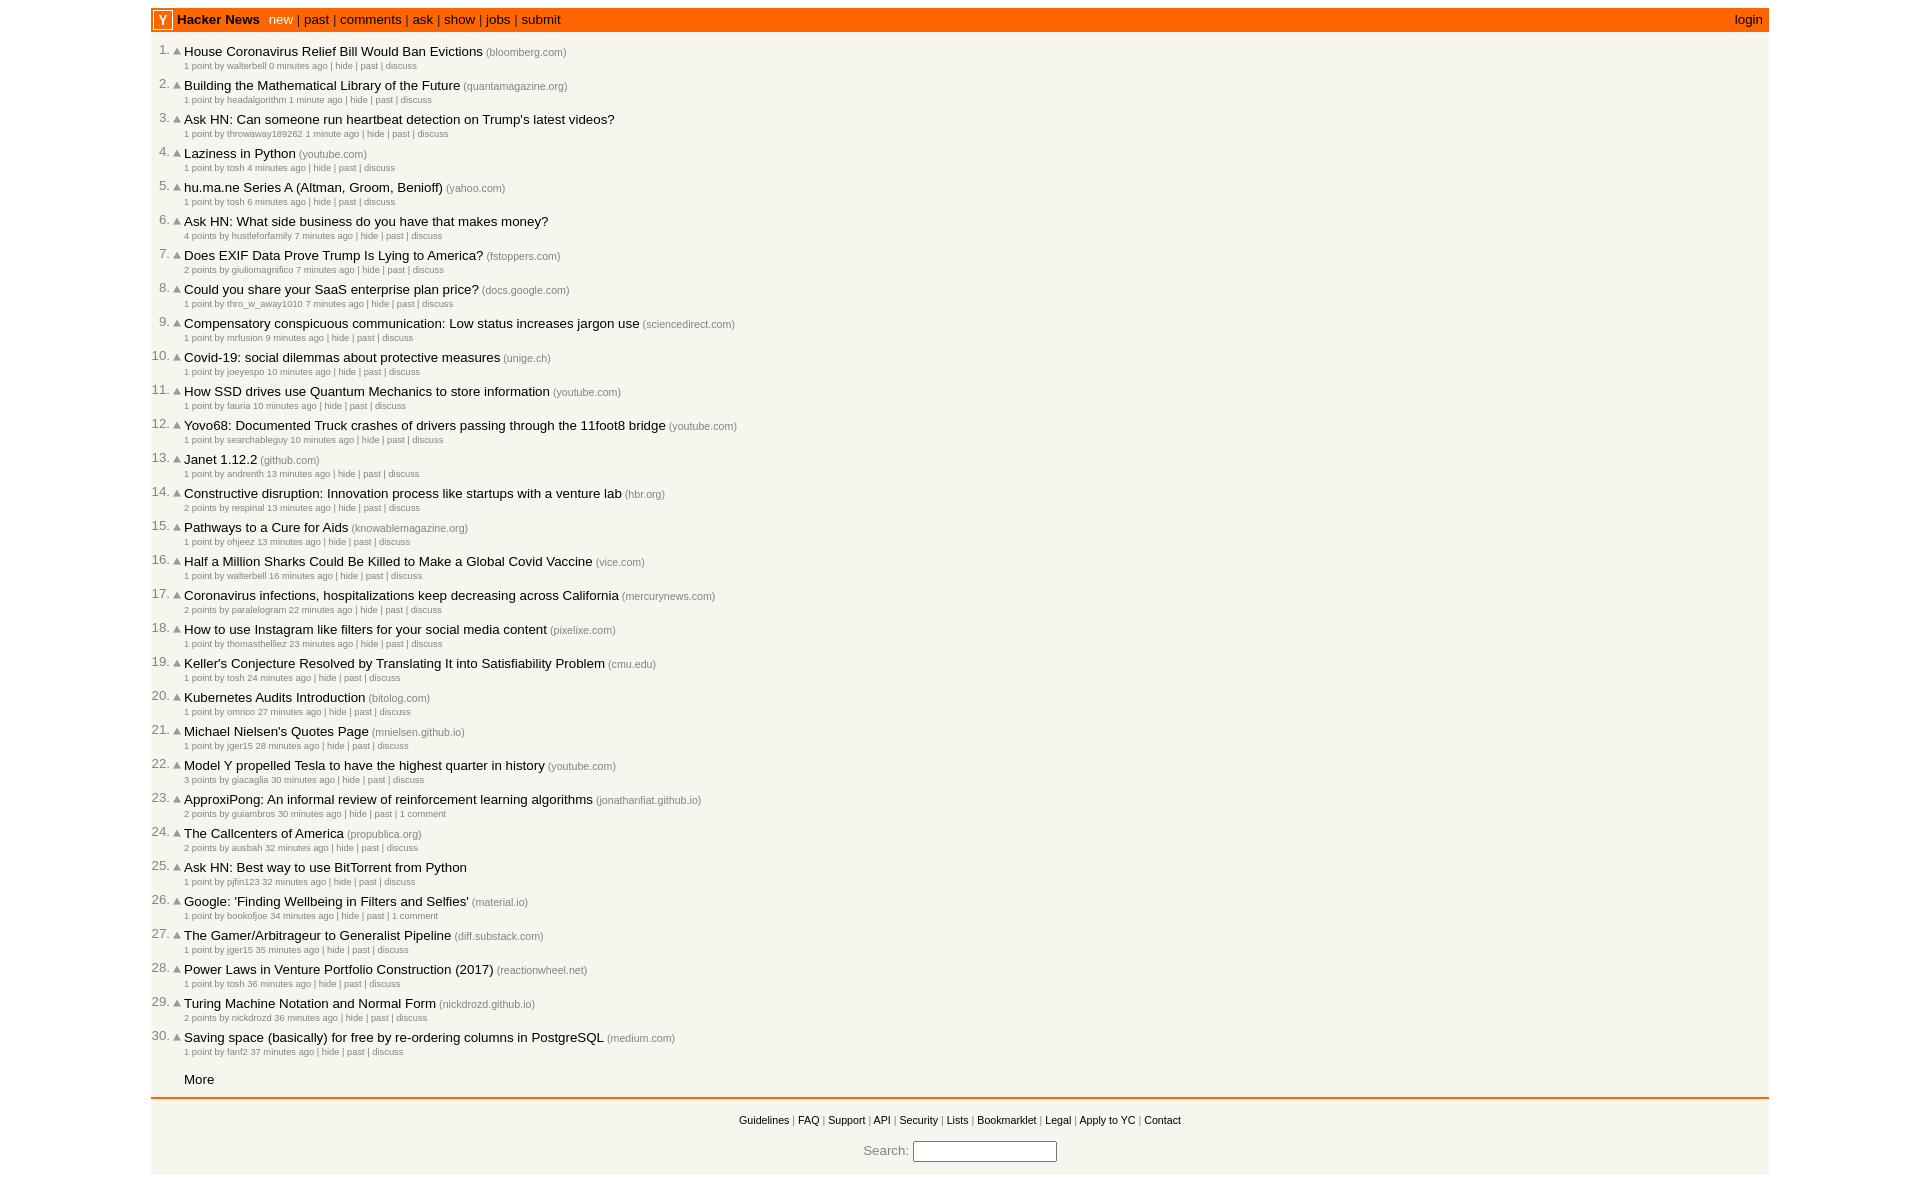 Y Hacker News new | past | comments | ask | show | jobs | submit login
1. House Coronavirus Relief Bill Would Ban Evictions (bloomberg.com)
1 point by walterbell 0 minutes ago | hide | past | discuss
2. Building the Mathematical Library of the Future (quantamagazine.org)
1 point by headalgorithm 1 minute ago | hide | past | discuss
3. Ask HN: Can someone run heartbeat detection on Trump's latest videos?
1 point by throwaway189262 1 minute ago | hide | past | discuss
4. Laziness in Python (youtube.com)
1 point by tosh 4 minutes ago | hide | past | discuss
5. hu.ma.ne Series A (Altman, Groom, Benioff) (yahoo.com)
1 point by tosh 6 minutes ago | hide | past | discuss
6. Ask HN: What side business do you have that makes money?
4 points by hustleforfamily 7 minutes ago | hide | past | discuss
7. Does EXIF Data Prove Trump Is Lying to America? (fstoppers.com)
2 points by giuliomagnifico 7 minutes ago | hide | past | discuss
8. Could you share your SaaS enterprise plan price? (docs.google.com)
1 point by thro_w_away1010 7 minutes ago | hide | past | discuss
9. Compensatory conspicuous communication: Low status increases jargon use (sciencedirect.com)
1 point by mrfusion 9 minutes ago | hide | past | discuss
10. Covid-19: social dilemmas about protective measures (unige.ch)
1 point by joeyespo 10 minutes ago | hide | past | discuss
11. How SSD drives use Quantum Mechanics to store information (youtube.com)
1 point by fauria 10 minutes ago | hide | past | discuss
12. Yovo68: Documented Truck crashes of drivers passing through the 11foot8 bridge (youtube.com)
1 point by searchableguy 10 minutes ago | hide | past | discuss
13. Janet 1.12.2 (github.com)
1 point by andrenth 13 minutes ago | hide | past | discuss
14. Constructive disruption: Innovation process like startups with a venture lab (hbr.org)
2 points by respinal 13 minutes ago | hide | past | discuss
15. Pathways to a Cure for Aids (knowablemagazine.org)
1 point by ohjeez 13 minutes ago | hide | past | discuss
16. Half a Million Sharks Could Be Killed to Make a Global Covid Vaccine (vice.com)
1 point by walterbell 16 minutes ago | hide | past | discuss
17. Coronavirus infections, hospitalizations keep decreasing across California (mercurynews.com)
2 points by paralelogram 22 minutes ago | hide | past | discuss
18. How to use Instagram like filters for your social media content (pixelixe.com)
1 point by thomasthelliez 23 minutes ago | hide | past | discuss
19. Keller's Conjecture Resolved by Translating It into Satisfiability Problem (cmu.edu)
1 point by tosh 24 minutes ago | hide | past | discuss
20. Kubernetes Audits Introduction (bitolog.com)
1 point by omrico 27 minutes ago | hide | past | discuss
21. Michael Nielsen's Quotes Page (mnielsen.github.io)
1 point by jger15 28 minutes ago | hide | past | discuss
22. Model Y propelled Tesla to have the highest quarter in history (youtube.com)
3 points by giacaglia 30 minutes ago | hide | past | discuss
23. ApproxiPong: An informal review of reinforcement learning algorithms (jonathanfiat.github.io)
2 points by guiambros 30 minutes ago | hide | past | 1 comment
24. The Callcenters of America (propublica.org)
2 points by ausbah 32 minutes ago | hide | past | discuss
25. Ask HN: Best way to use BitTorrent from Python
1 point by pjfin123 32 minutes ago | hide | past | discuss
26. Google: 'Finding Wellbeing in Filters and Selfies' (material.io)
1 point by bookofjoe 34 minutes ago | hide | past | 1 comment
27. The Gamer/Arbitrageur to Generalist Pipeline (diff.substack.com)
1 point by jger15 35 minutes ago | hide | past | discuss
28. Power Laws in Venture Portfolio Construction (2017) (reactionwheel.net)
1 point by tosh 36 minutes ago | hide | past | discuss
29. Turing Machine Notation and Normal Form (nickdrozd.github.io)
2 points by nickdrozd 36 minutes ago | hide | past | discuss
30. Saving space (basically) for free by re-ordering columns in PostgreSQL (medium.com)
1 point by fanf2 37 minutes ago | hide | past | discuss
More
Guidelines | FAQ | Support | API | Security | Lists | Bookmarklet | Legal | Apply to YC | Contact
Search: